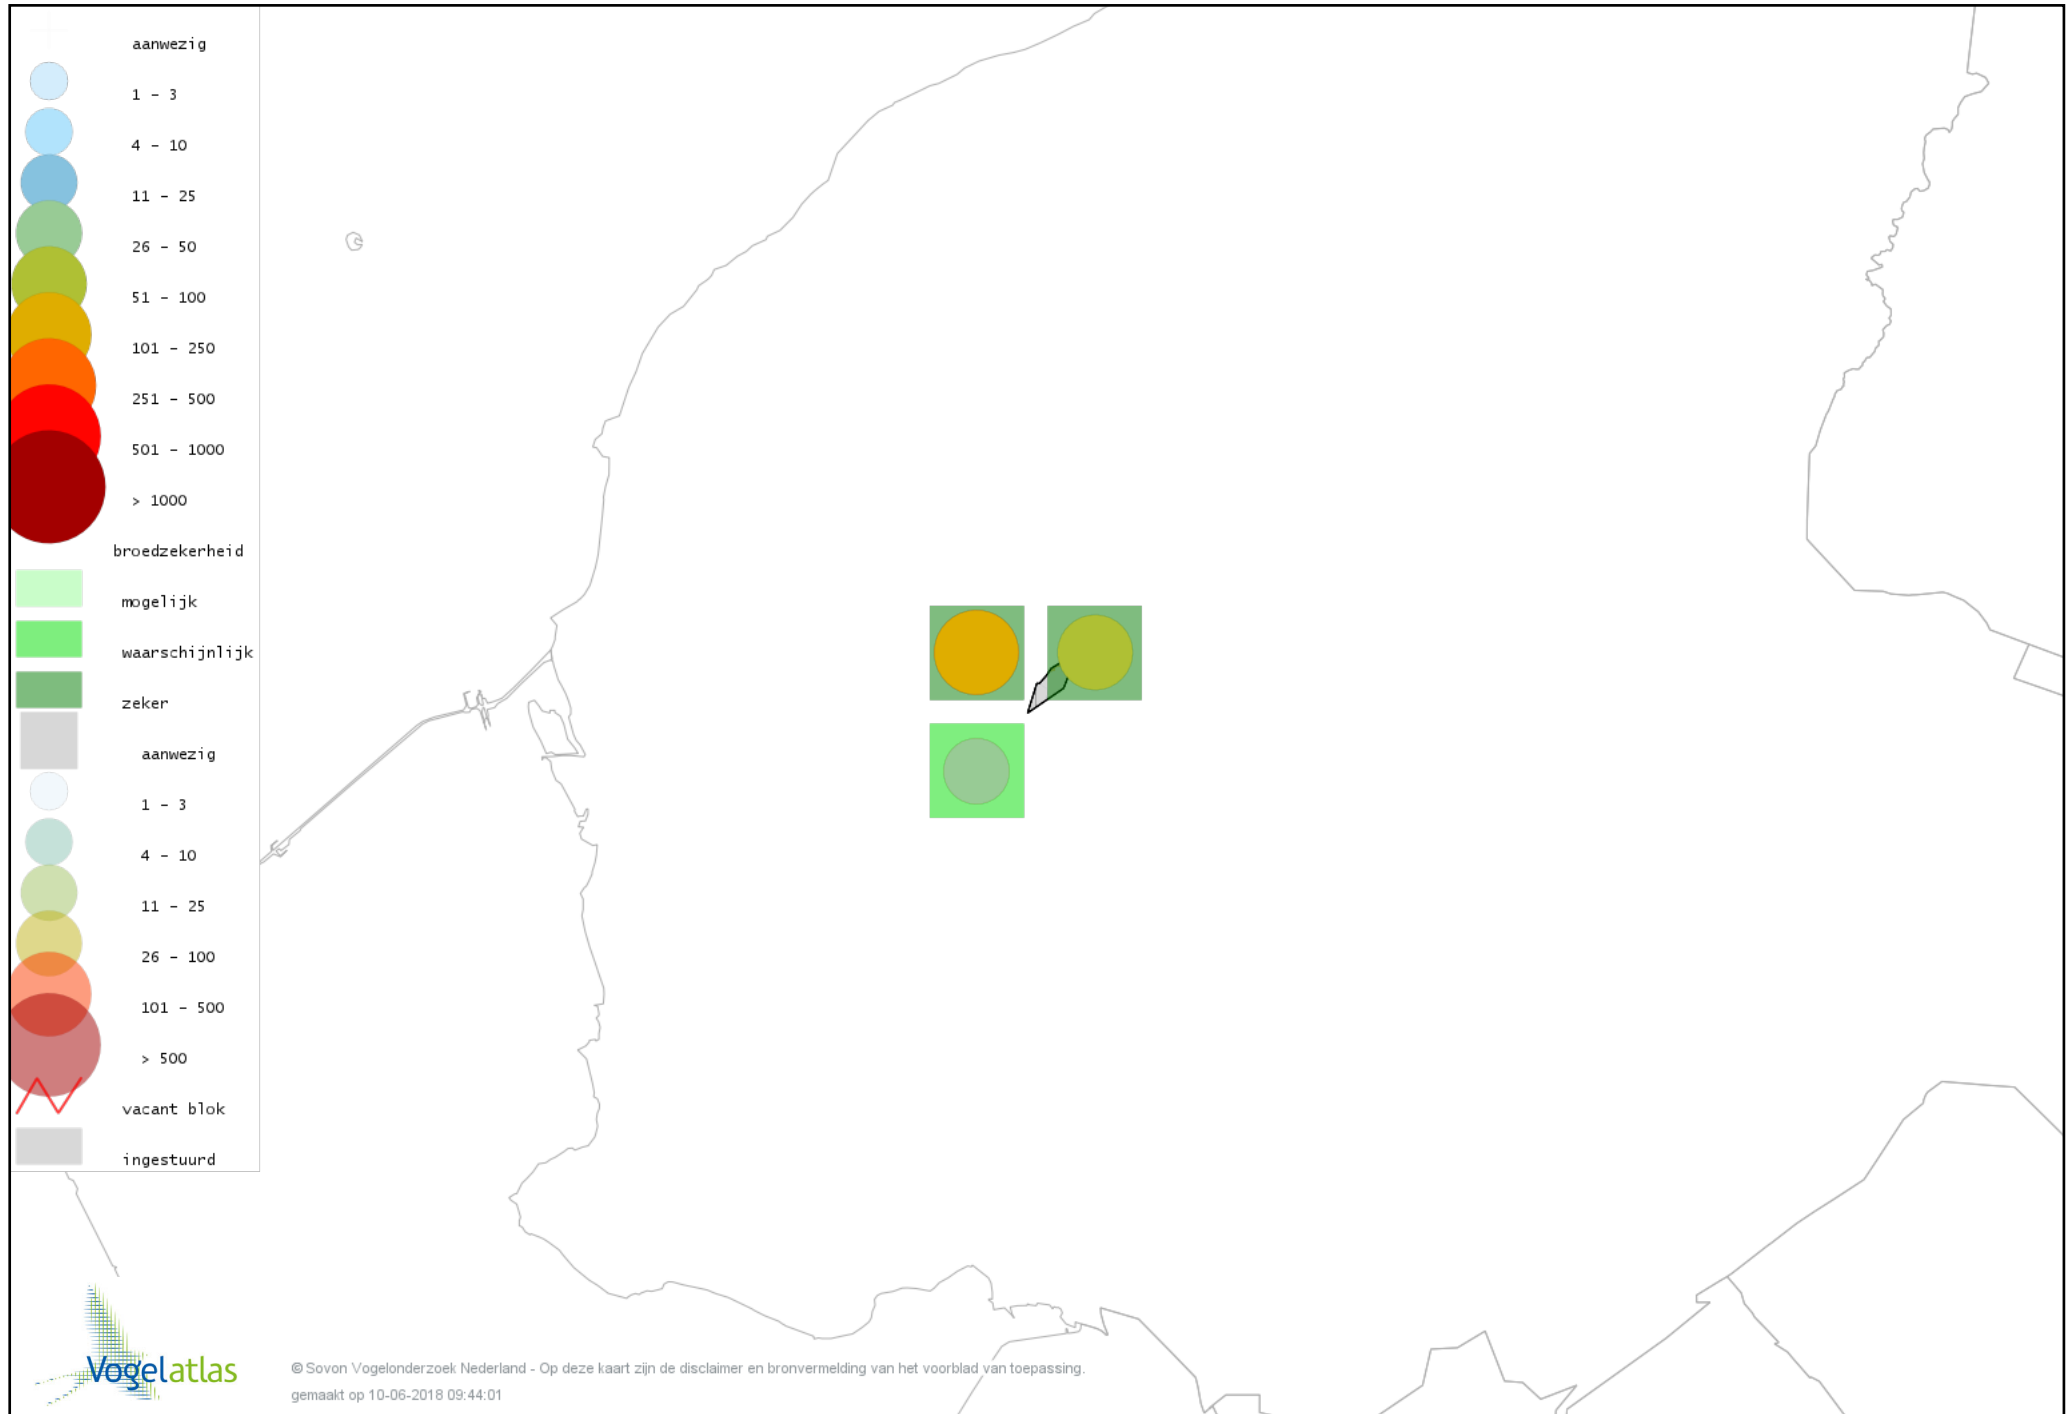 aanwezig
1 - 3
4 - 10
11 - 25
26 - 50
51 - 100
101 - 250
251 - 500
501 - 1000
> 1000
broedzekerheid
mogelijk
waarschijnlijk
zeker
aanwezig
1 - 3
4 - 10
11 - 25
26 - 100
101 - 500
> 500
vacant blok
ingestuurd
Vogelatlas
© Sovon Vogelonderzoek Nederland - Op deze kaart zijn de disclaimer en bronvermelding van het voorblad van toepassing.
gemaakt op 10-06-2018 09:44:01